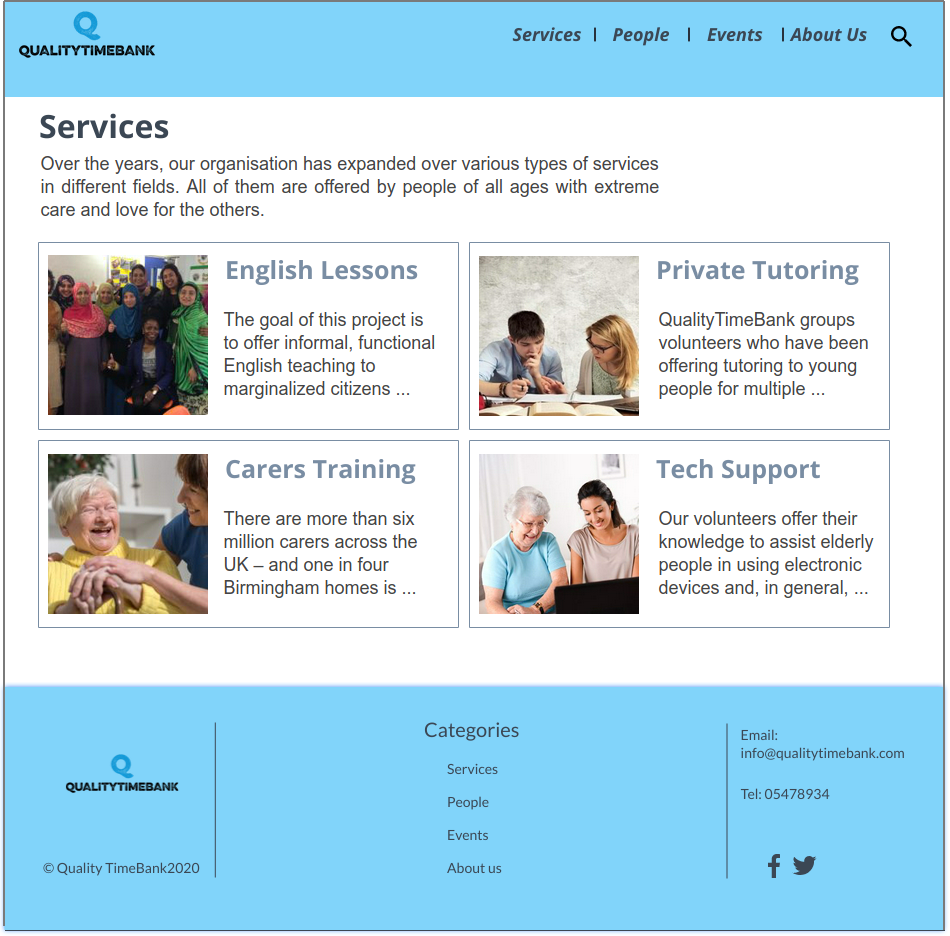 QUALITYTIMEBANK
Services | People | Events | About Us
Services
Over the years, our organisation has expanded over various types of services
in different fields. All of them are offered by people of all ages with extreme
care and love for the others.
English Lessons
The goal of this project is
to offer informal, functional
English teaching to
marginalized citizens ...
Private Tutoring
QualityTimeBank groups
volunteers who have been
offering tutoring to young
people for multiple ...
Carers Training
There are more than six
million carers across the
UK – and one in four
Birmingham homes is ...
Tech Support
Our volunteers offer their
knowledge to assist elderly
people in using electronic
devices and, in general, ...
QUALITYTIMEBANK
© Quality TimeBank2020
Categories
Services
People
Events
About us
Email:
info@qualitytimebank.com
Tel: 05478934